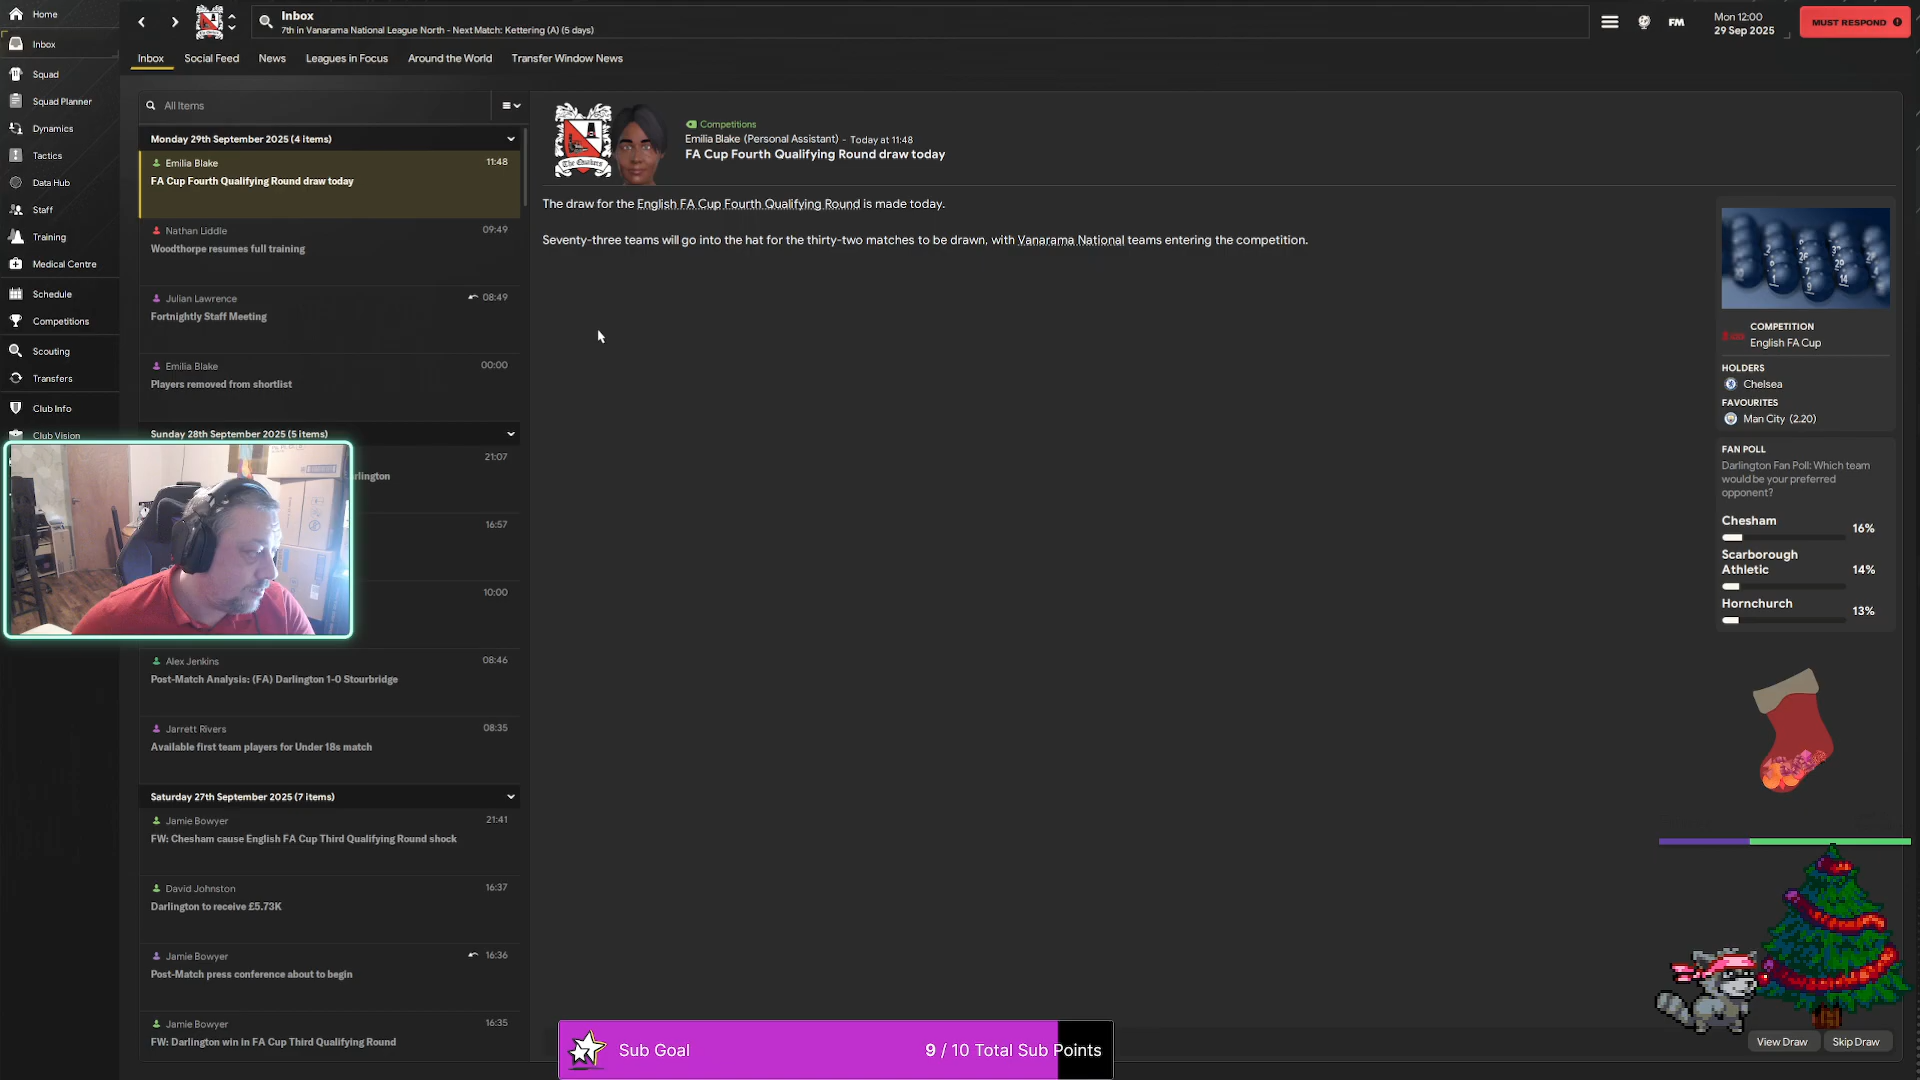 Home
Inbox
Squad
Squad Planner
Dynamics
Tactics
Data Hub
Staff
Training
Medical Centre
Schedule
Competitions
Scouting
Transfers
Club Info
Club Vision
Inbox
7th in Vanarama National League North - Next Match: Kettering (A) (5 days)
FM
Mon 12:00
29 Sep 2025
MUST RESPOND
Inbox
Social Feed
News
Leagues in Focus
Around the World
Transfer Window News
All Items
Monday 29th September 2025 (4 items)
Emilia Blake
11:48
FA Cup Fourth Qualifying Round draw today
Nathan Liddle
09:49
Woodthorpe resumes full training
Julian Lawrence
08:49
Fortnightly Staff Meeting
Emilia Blake
00:00
Players removed from shortlist
Sunday 28th September 2025 (5 items)
21:07
rlington
16:57
10:00
Alex Jenkins
08:46
Post-Match Analysis: (FA) Darlington 1-0 Stourbridge
Jarrett Rivers
08:35
Available first team players for Under 18s match
Saturday 27th September 2025 (7 items)
Jamie Bowyer
21:41
FW: Chesham cause English FA Cup Third Qualifying Round shock
David Johnston
16:37
Darlington to receive £5.73K
Jamie Bowyer
16:36
Post-Match press conference about to begin
Jamie Bowyer
16:35
FW: Darlington win in FA Cup Third Qualifying Round
The Quakers
Competitions
Emilia Blake (Personal Assistant) - Today at 11:48
FA Cup Fourth Qualifying Round draw today
The draw for the English FA Cup Fourth Qualifying Round is made today.
Seventy-three teams will go into the hat for the thirty-two matches to be drawn, with Vanarama National teams entering the competition.
COMPETITION
English FA Cup
HOLDERS
Chelsea
FAVOURITES
Man City (2.20)
FAN POLL
Darlington Fan Poll: Which team
would be your preferred
opponent?
Chesham
16%
Scarborough
Athletic
14%
Hornchurch
13%
View Draw
Skip Draw
Sub Goal
9 / 10 Total Sub Points